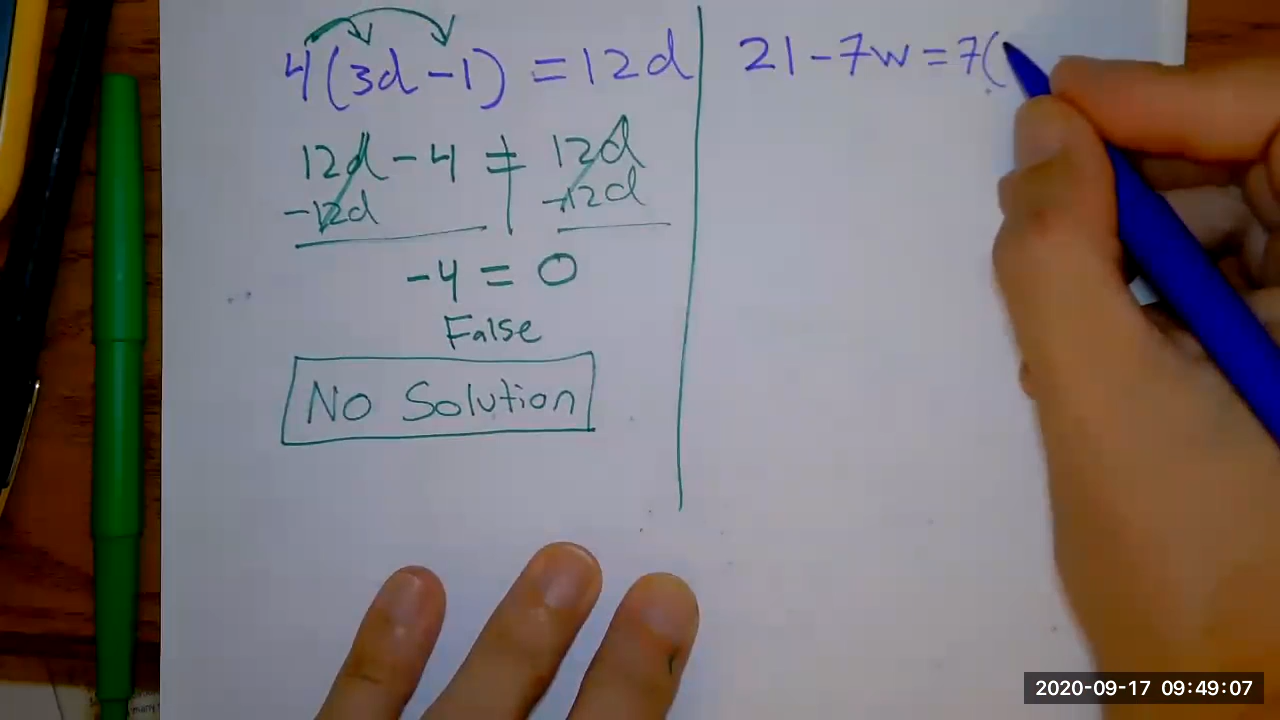 4(3d - 1) = 12d
12d - 4 = 12d
-12d -12d
-4 = 0
False
No Solution
21 - 7w = 7(
2020-09-17 09:49:07